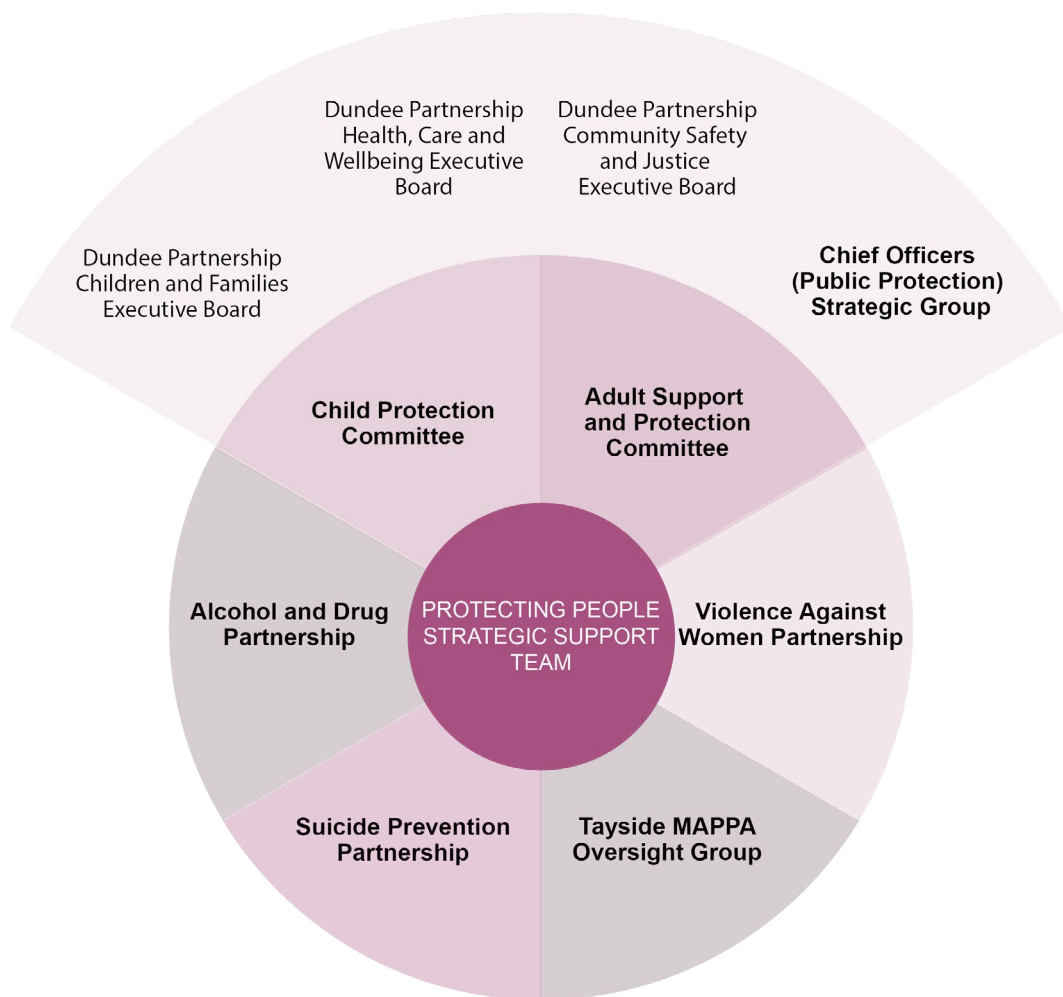 Dundee Partnership
Health, Care and
Wellbeing Executive
Board
Dundee Partnership
Community Safety
and Justice
Executive Board
Dundee Partnership
Children and Families
Executive Board
Chief Officers
(Public Protection)
Strategic Group
Child Protection
Committee
Adult Support
and Protection
Committee
Alcohol and Drug
Partnership
PROTECTING PEOPLE
STRATEGIC SUPPORT
TEAM
Violence Against
Women Partnership
Suicide Prevention
Partnership
Tayside MAPPA
Oversight Group